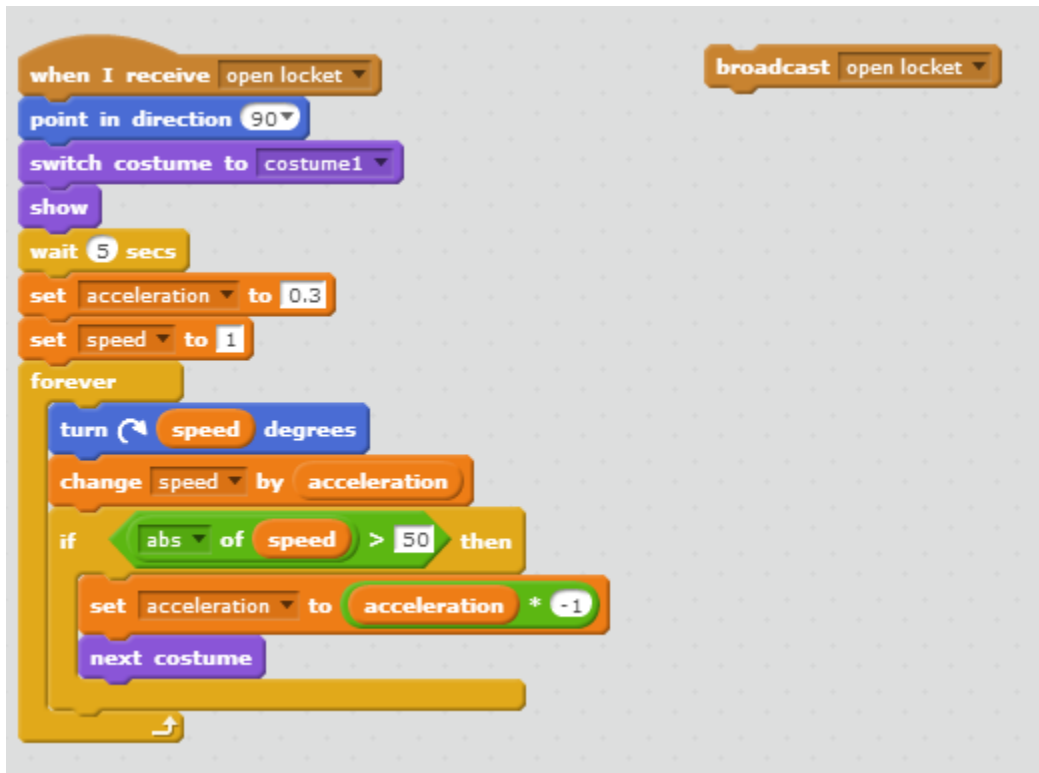 when I receive open locket
broadcast open locket
point in direction 90
switch costume to costume1
show
wait 5 secs
set acceleration to 0.3
set speed to 1
forever
turn speed degrees
change speed by acceleration
if abs of speed > 50 then
set acceleration to acceleration * -1
next costume